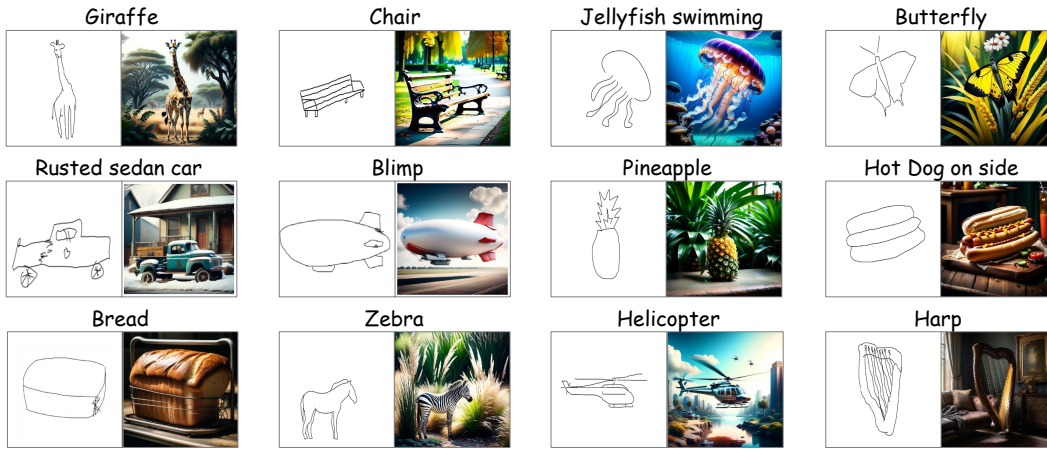 Giraffe
Chair
Jellyfish swimming
Butterfly
Rusted sedan car
Blimp
Pineapple
Hot Dog on side
Bread
Zebra
Helicopter
Harp